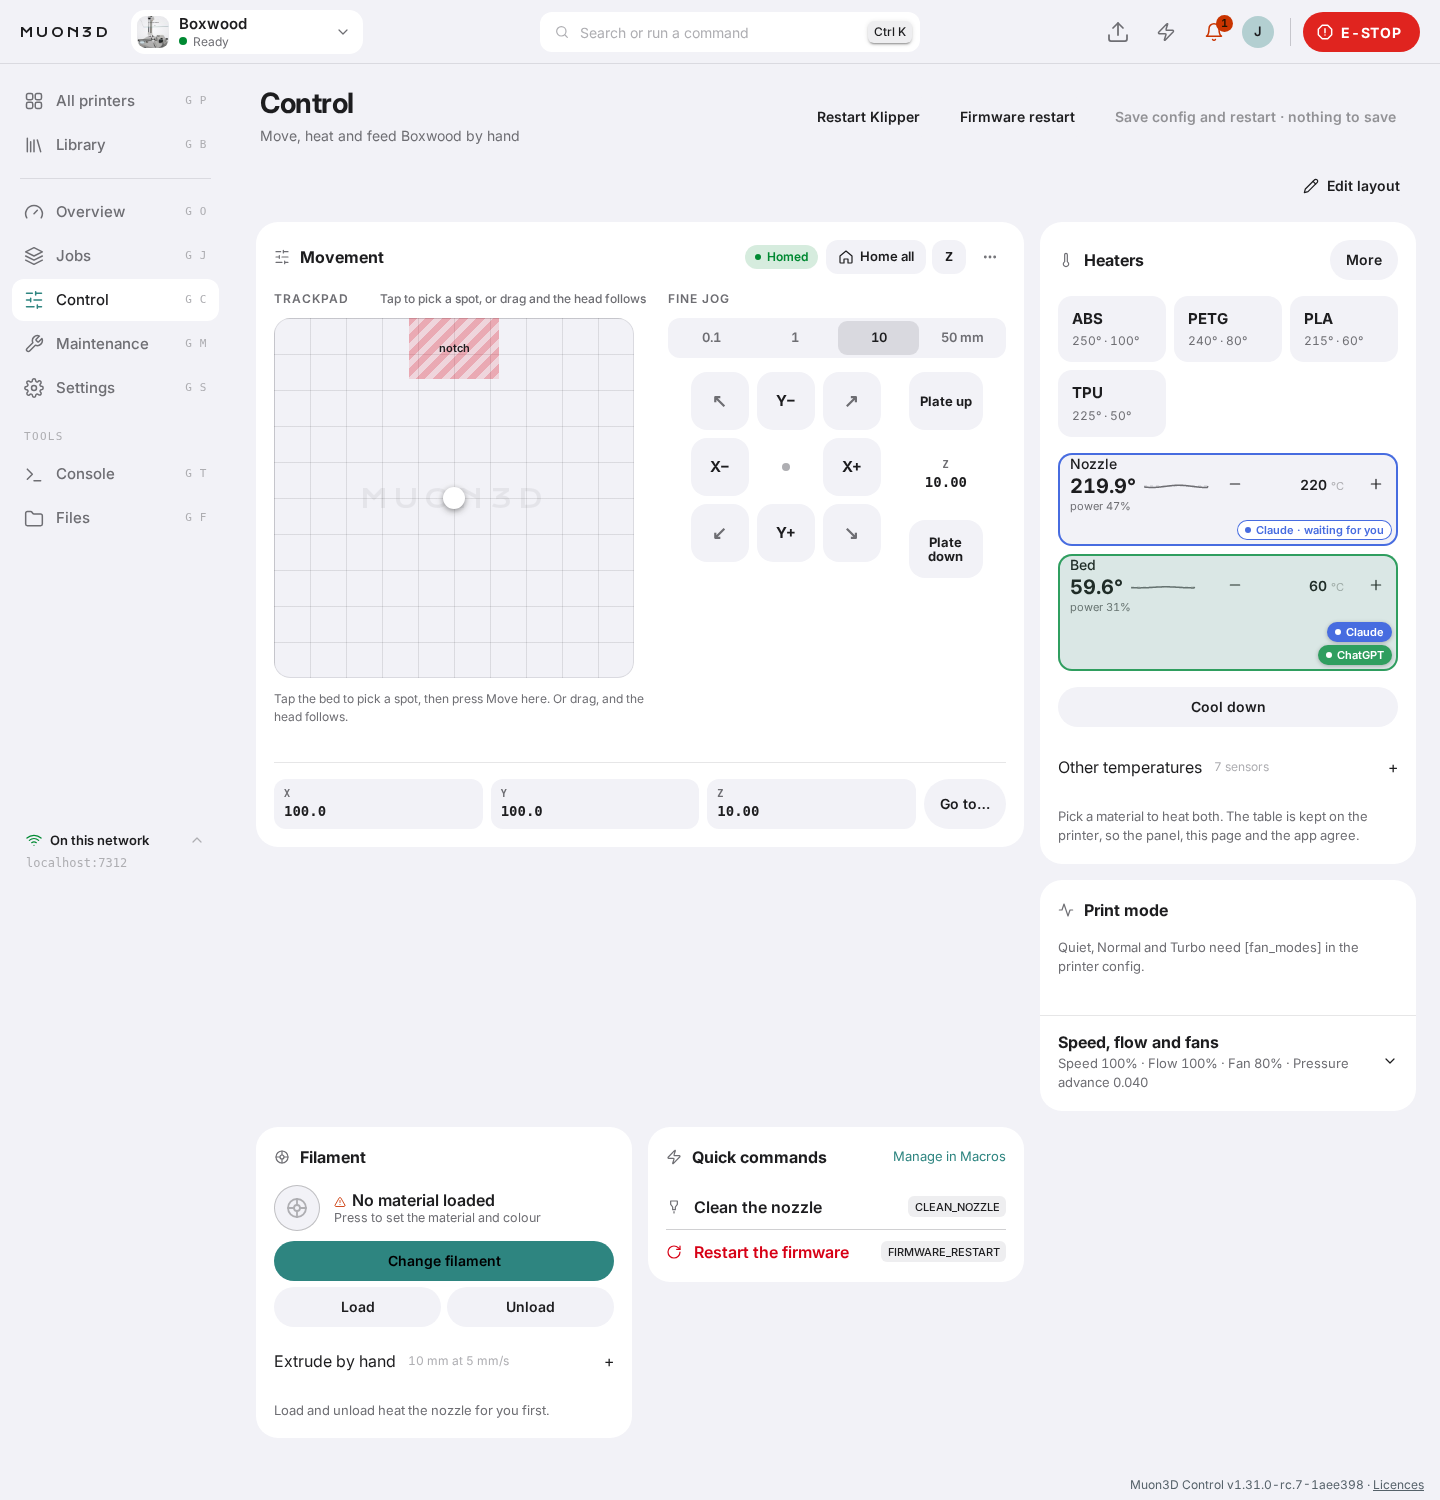 MUON3D
Boxwood
Ready
Search or run a command
Ctrl K
1
J
E-STOP
All printers
G P
Library
G B
Overview
G O
Jobs
G J
Control
G C
Maintenance
G M
Settings
G S
TOOLS
Console
G T
Files
G F
On this network
localhost:7312
Control
Move, heat and feed Boxwood by hand
Restart Klipper
Firmware restart
Save config and restart · nothing to save
Edit layout
Movement
Homed
Home all
Z
TRACKPAD
Tap to pick a spot, or drag and the head follows
notch
MUON3D
Tap the bed to pick a spot, then press Move here. Or drag, and the
head follows.
FINE JOG
0.1
1
10
50 mm
↖
Y−
↗
Plate up
X−
X+
Z
10.00
↙
Y+
↘
Plate
down
X
100.0
Y
100.0
Z
10.00
Go to...
Heaters
More
ABS
250° · 100°
PETG
240° · 80°
PLA
215° · 60°
TPU
225° · 50°
Nozzle
219.9°
− 220 °C +
power 47%
Claude · waiting for you
Bed
59.6°
− 60 °C +
power 31%
Claude
ChatGPT
Cool down
Other temperatures 7 sensors +
Pick a material to heat both. The table is kept on the
printer, so the panel, this page and the app agree.
Print mode
Quiet, Normal and Turbo need [fan_modes] in the
printer config.
Speed, flow and fans
Speed 100% · Flow 100% · Fan 80% · Pressure
advance 0.040
Filament
No material loaded
Press to set the material and colour
Change filament
Load
Unload
Extrude by hand 10 mm at 5 mm/s +
Load and unload heat the nozzle for you first.
Quick commands
Manage in Macros
Clean the nozzle
CLEAN_NOZZLE
Restart the firmware
FIRMWARE_RESTART
Muon3D Control v1.31.0-rc.7-1aee398 · Licences